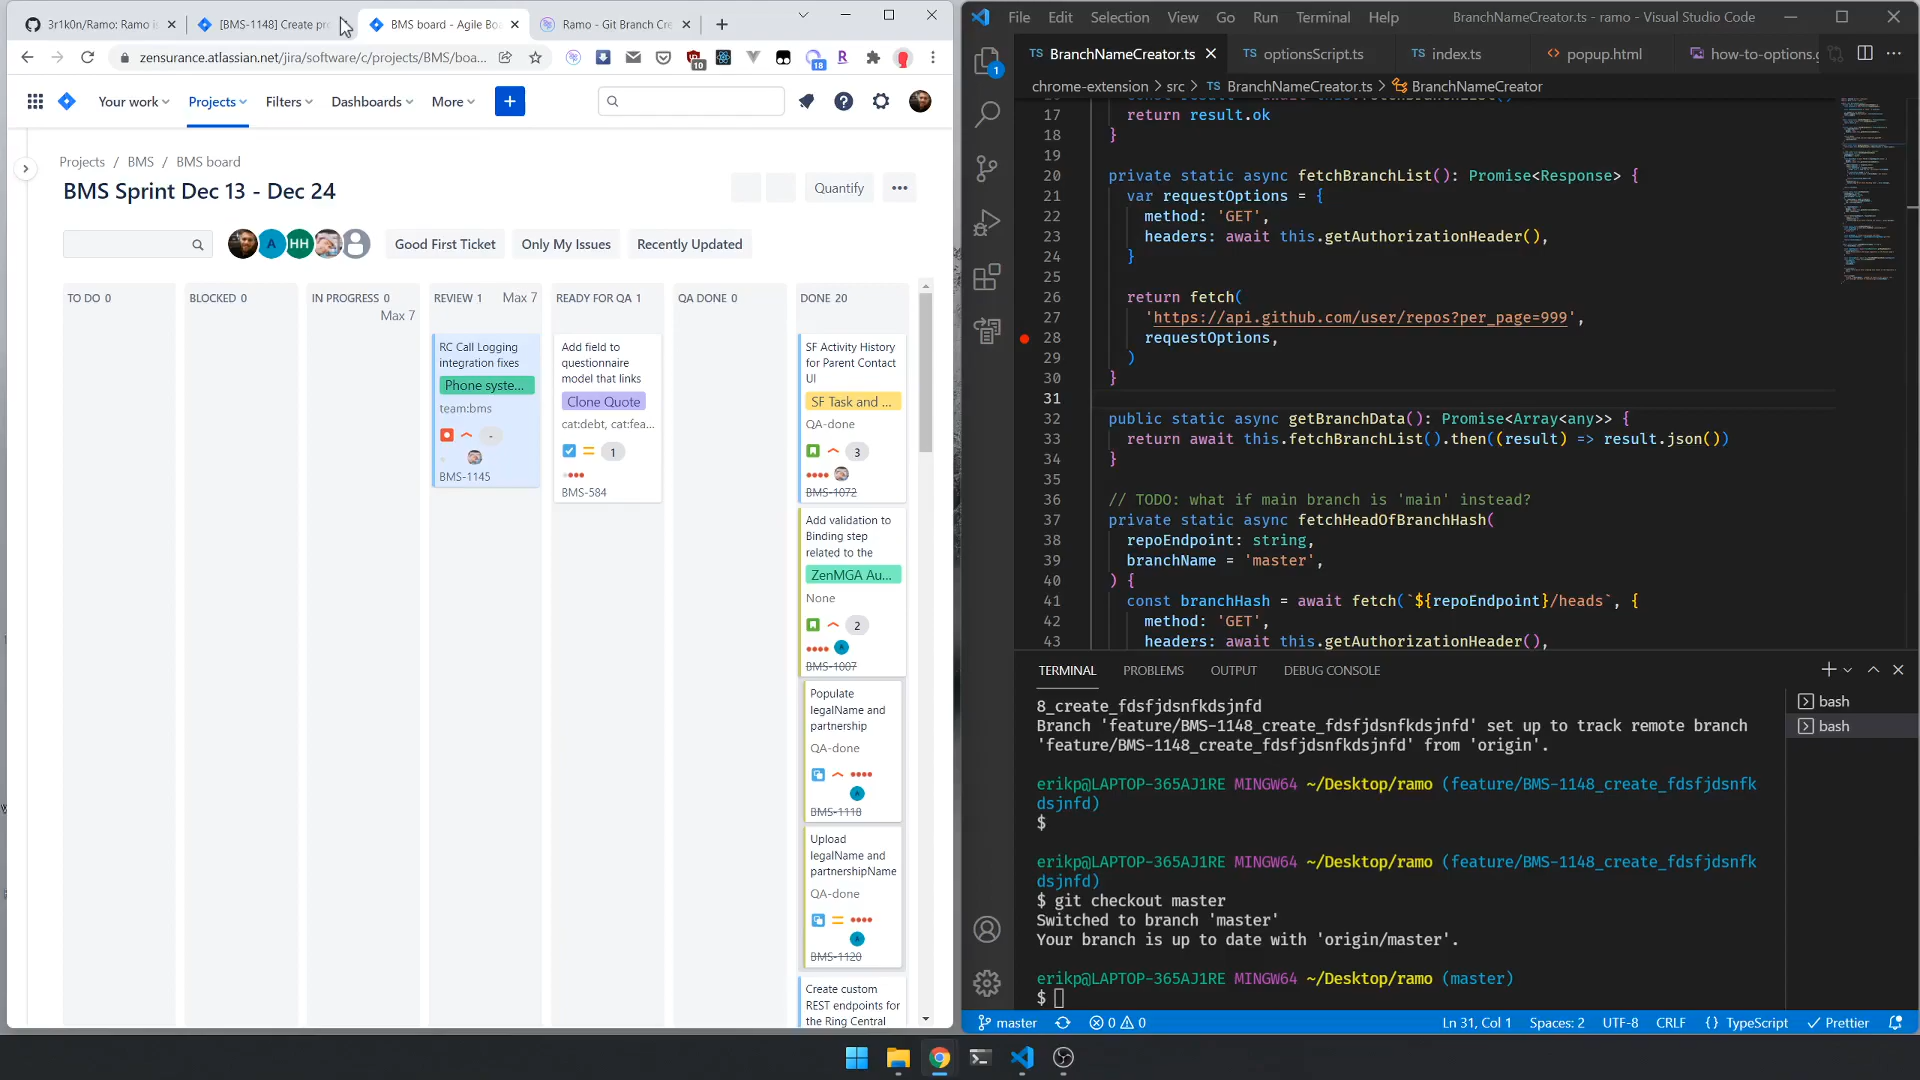 3r1k0n/Ramo: Ramo is
[BMS-1148] Create pr
BMS board - Agile Bo
Ramo - Git Branch Cre
zensurance.atlassian.net/jira/software/c/projects/BMS/boa...
10
18
Your work
Projects
Filters
Dashboards
More
Projects / BMS / BMS board
BMS Sprint Dec 13 - Dec 24
Quantify
A
HH
Good First Ticket
Only My Issues
Recently Updated
TO DO 0
BLOCKED 0
IN PROGRESS 0
Max 7
REVIEW 1 Max 7
READY FOR QA 1
QA DONE 0
DONE 20
RC Call Logging
integration fixes
Phone syste...
team:bms
-
BMS-1145
Add field to
questionnaire
model that links
Clone Quote
cat:debt, cat:fea...
1
BMS-584
SF Activity History
for Parent Contact
UI
SF Task and ...
QA-done
3
BMS-1072
Add validation to
Binding step
related to the
ZenMGA Au...
None
2
BMS-1007
Populate
legalName and
partnership
QA-done
BMS-1118
Upload
legalName and
partnershipName
QA-done
BMS-1120
Create custom
REST endpoints for
the Ring Central
File Edit Selection View Go Run Terminal Help
BranchNameCreator.ts - ramo - Visual Studio Code
1
TS BranchNameCreator.ts
TS optionsScript.ts
TS index.ts
<> popup.html
how-to-options.g
chrome-extension > src > TS BranchNameCreator.ts > BranchNameCreator
17 return result.ok
18 }
19
20 private static async fetchBranchList(): Promise<Response> {
21 var requestOptions = {
22 method: 'GET',
23 headers: await this.getAuthorizationHeader(),
24 }
25
26 return fetch(
27 'https://api.github.com/user/repos?per_page=999',
28 requestOptions,
29 )
30 }
31
32 public static async getBranchData(): Promise<Array<any>> {
33 return await this.fetchBranchList().then((result) => result.json())
34 }
35
36 // TODO: what if main branch is 'main' instead?
37 private static async fetchHeadOfBranchHash(
38 repoEndpoint: string,
39 branchName = 'master',
40 ) {
41 const branchHash = await fetch(`${repoEndpoint}/heads`, {
42 method: 'GET',
43 headers: await this.getAuthorizationHeader(),
TERMINAL PROBLEMS OUTPUT DEBUG CONSOLE
bash
bash
8_create_fdsfjdsnfkdsjnfd
Branch 'feature/BMS-1148_create_fdsfjdsnfkdsjnfd' set up to track remote branch
'feature/BMS-1148_create_fdsfjdsnfkdsjnfd' from 'origin'.
erikp@LAPTOP-365AJ1RE MINGW64 ~/Desktop/ramo (feature/BMS-1148_create_fdsfjdsnfk
dsjnfd)
$
erikp@LAPTOP-365AJ1RE MINGW64 ~/Desktop/ramo (feature/BMS-1148_create_fdsfjdsnfk
dsjnfd)
$ git checkout master
Switched to branch 'master'
Your branch is up to date with 'origin/master'.
erikp@LAPTOP-365AJ1RE MINGW64 ~/Desktop/ramo (master)
$
master
0 0
Ln 31, Col 1
Spaces: 2
UTF-8
CRLF
{} TypeScript
Prettier